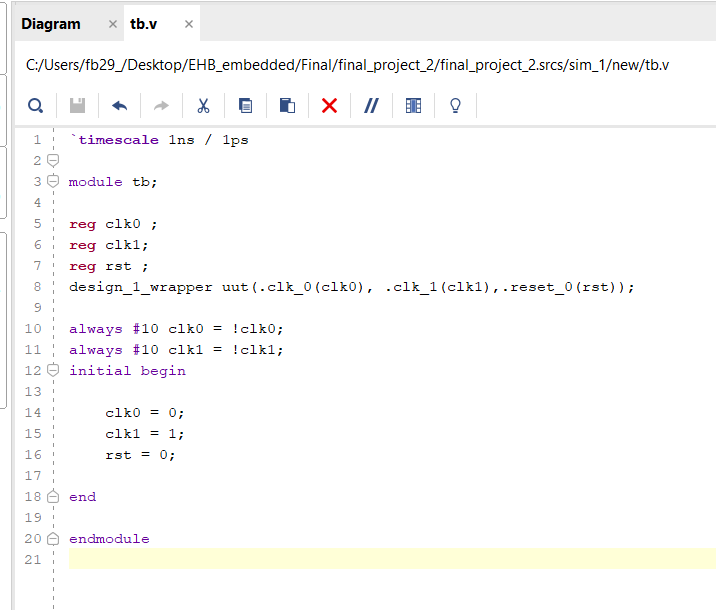 Diagram × tb.v ×
C:/Users/fb29_/Desktop/EHB_embedded/Final/final_project_2/final_project_2.srcs/sim_1/new/tb.v
1 `timescale 1ns / 1ps
2
3 module tb;
4
5 reg clk0 ;
6 reg clk1;
7 reg rst ;
8 design_1_wrapper uut(.clk_0(clk0), .clk_1(clk1),.reset_0(rst));
9
10 always #10 clk0 = !clk0;
11 always #10 clk1 = !clk1;
12 initial begin
13
14 clk0 = 0;
15 clk1 = 1;
16 rst = 0;
17
18 end
19
20 endmodule
21